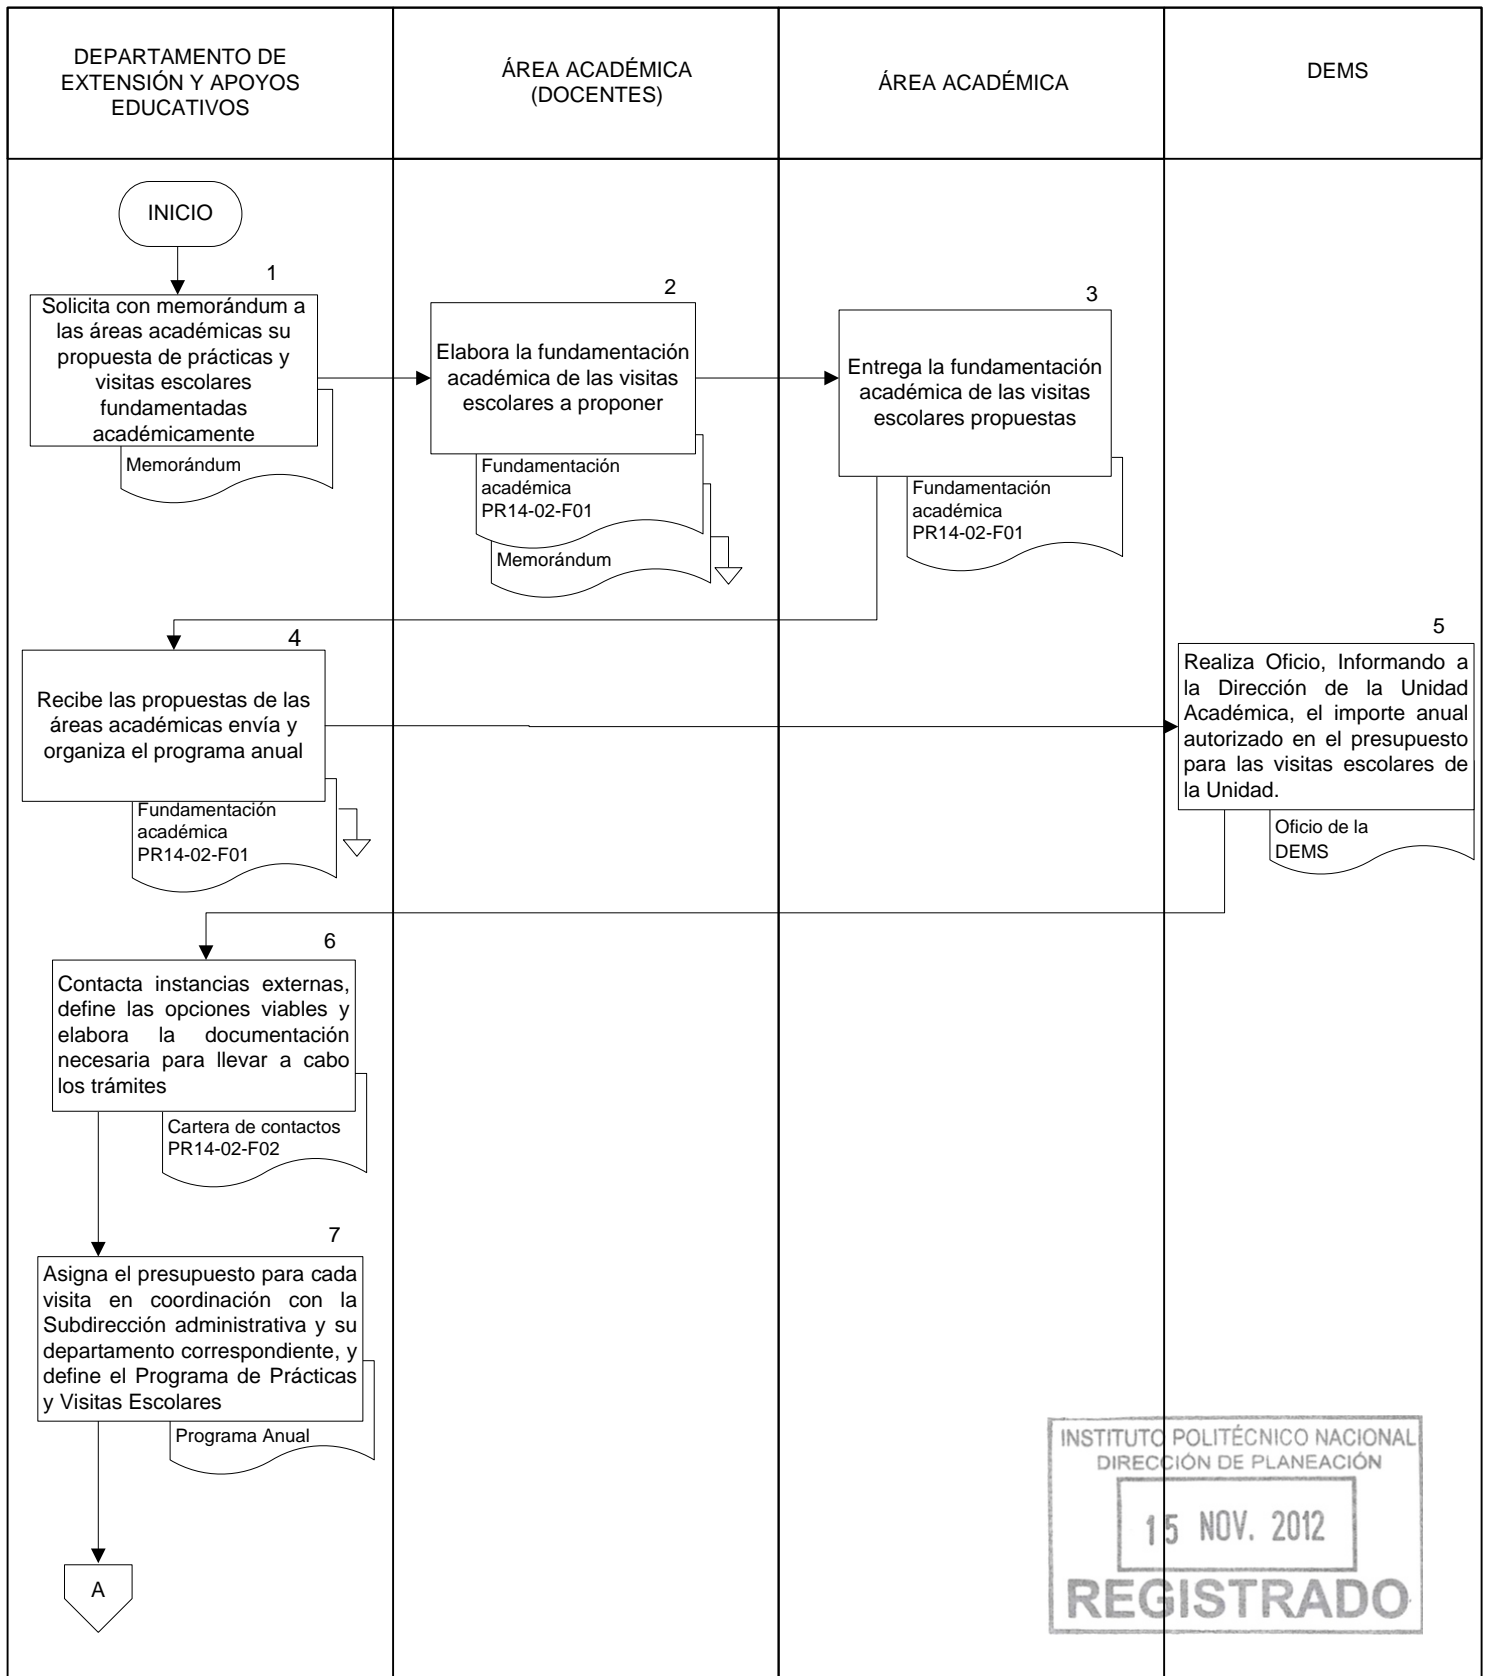 DEPARTAMENTO DE
EXTENSIÓN Y APOYOS
EDUCATIVOS
ÁREA ACADÉMICA
(DOCENTES)
ÁREA ACADÉMICA
DEMS
INICIO
1
Solicita con memorándum a
las áreas académicas su
propuesta de prácticas y
visitas escolares
fundamentadas
académicamente
Memorándum
2
Elabora la fundamentación
académica de las visitas
escolares a proponer
Fundamentación
académica
PR14-02-F01
Memorándum
3
Entrega la fundamentación
académica de las visitas
escolares propuestas
Fundamentación
académica
PR14-02-F01
4
Recibe las propuestas de las
áreas académicas envía y
organiza el programa anual
Fundamentación
académica
PR14-02-F01
5
Realiza Oficio, Informando a
la Dirección de la Unidad
Académica, el importe anual
autorizado en el presupuesto
para las visitas escolares de
la Unidad.
Oficio de la
DEMS
6
Contacta instancias externas,
define las opciones viables y
elabora la documentación
necesaria para llevar a cabo
los trámites
Cartera de contactos
PR14-02-F02
7
Asigna el presupuesto para cada
visita en coordinación con la
Subdirección administrativa y su
departamento correspondiente, y
define el Programa de Prácticas
y Visitas Escolares
Programa Anual
A
INSTITUTO POLITÉCNICO NACIONAL
DIRECCIÓN DE PLANEACIÓN
15 NOV. 2012
REGISTRADO